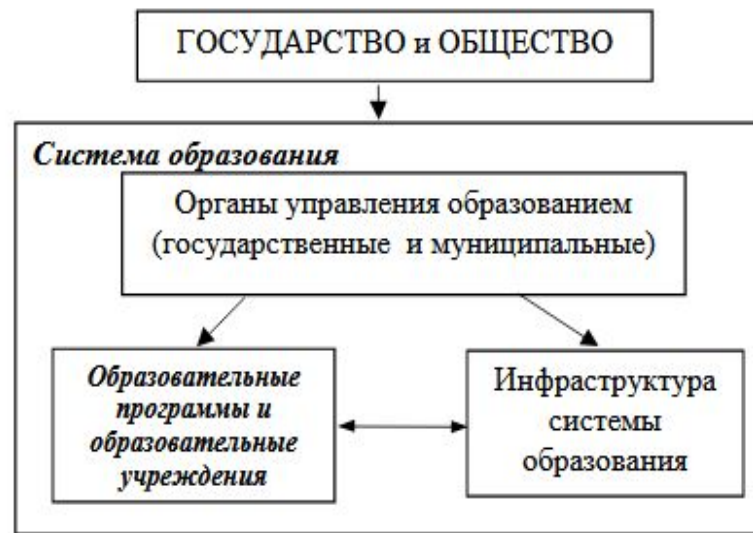 ГОСУДАРСТВО и ОБЩЕСТВО
Система образования
Органы управления образованием
(государственные и муниципальные)
Образовательные
программы и
образовательные
учреждения
Инфраструктура
системы
образования